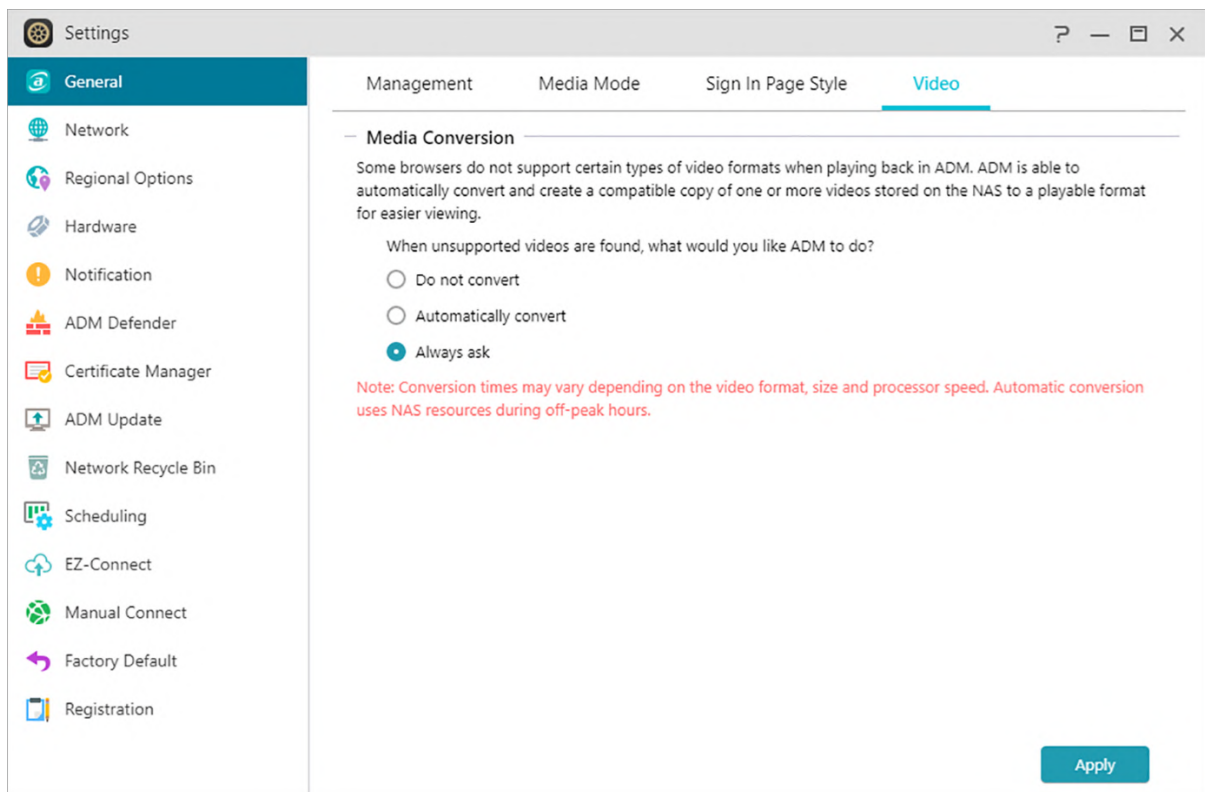 Settings
General
Network
Regional Options
Hardware
Notification
ADM Defender
Certificate Manager
ADM Update
Network Recycle Bin
Scheduling
EZ-Connect
Manual Connect
Factory Default
Registration
Management
Media Mode
Sign In Page Style
Video
Media Conversion
Some browsers do not support certain types of video formats when playing back in ADM. ADM is able to
automatically convert and create a compatible copy of one or more videos stored on the NAS to a playable format
for easier viewing.
When unsupported videos are found, what would you like ADM to do?
Do not convert
Automatically convert
Always ask
Note: Conversion times may vary depending on the video format, size and processor speed. Automatic conversion
uses NAS resources during off-peak hours.
Apply